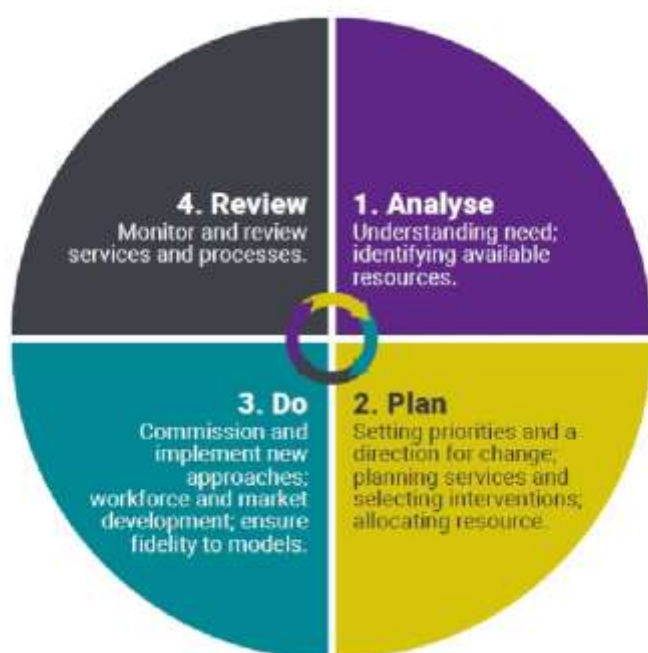 4. Review
Monitor and review
services and processes.
1. Analyse
Understanding need;
identifying available
resources.
3. Do
Commission and
implement new
approaches;
workforce and market
development; ensure
fidelity to models.
2. Plan
Setting priorities and a
direction for change;
planning services and
selecting interventions;
allocating resource.